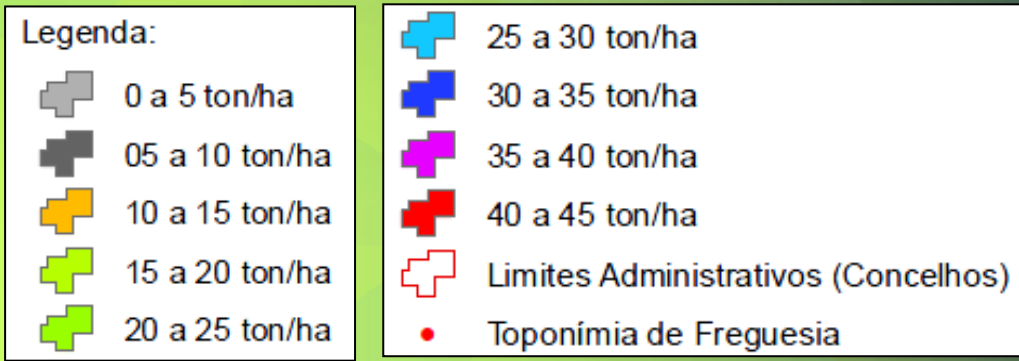 Legenda:
0 a 5 ton/ha
05 a 10 ton/ha
10 a 15 ton/ha
15 a 20 ton/ha
20 a 25 ton/ha
25 a 30 ton/ha
30 a 35 ton/ha
35 a 40 ton/ha
40 a 45 ton/ha
Limites Administrativos (Concelhos)
Toponímia de Freguesia